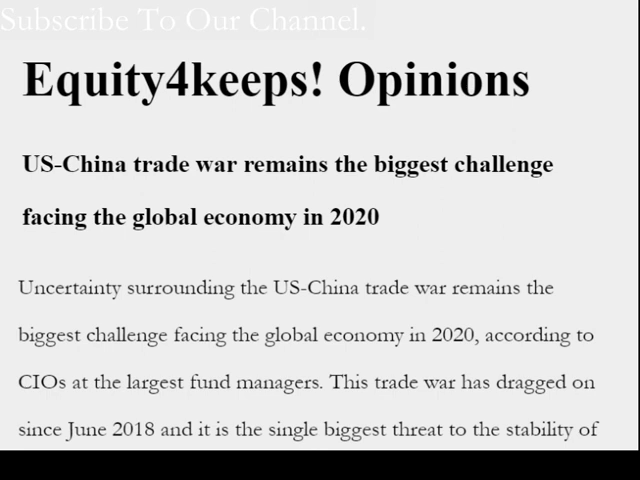 Subscribe To Our Channel.
Equity4keeps! Opinions
US-China trade war remains the biggest challenge
facing the global economy in 2020
Uncertainty surrounding the US-China trade war remains the
biggest challenge facing the global economy in 2020, according to
CIOs at the largest fund managers. This trade war has dragged on
since June 2018 and it is the single biggest threat to the stability of